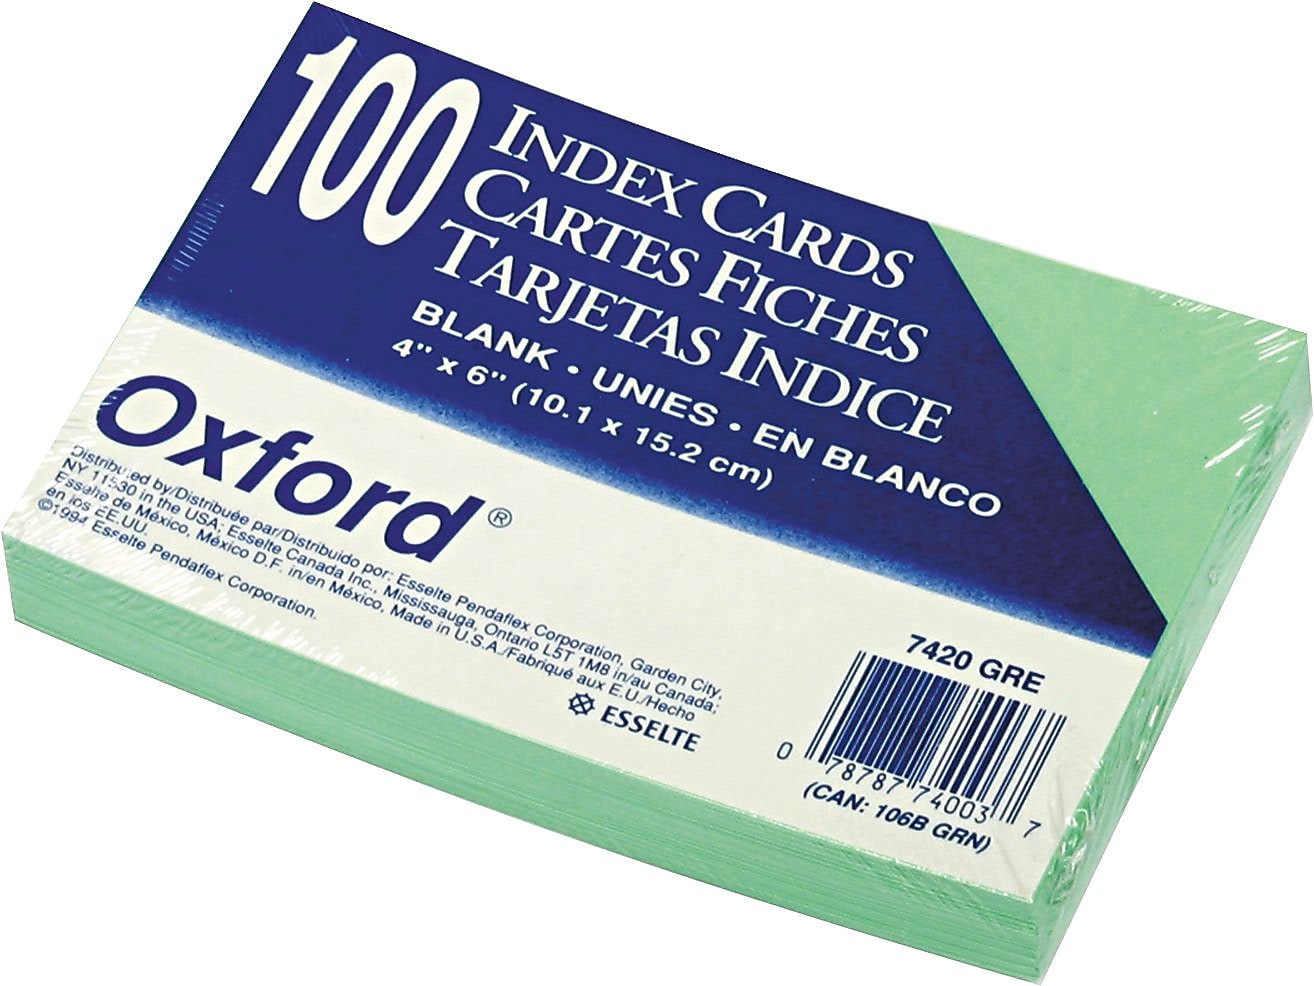 100
INDEX CARDS
CARTES FICHES
TARJETAS INDICE
BLANK • UNIES • EN BLANCO
4" x 6" (10.1 x 15.2 cm)
Oxford®
Distributed by/Distribuée par/Distribuido por: Esselte Pendaflex Corporation, Garden City,
NY 11530 in the USA; Esselte Canada Inc., Mississauga, Ontario L5T 1M8 in/au Canada;
Esselte de México, México D.F. in/en México, Made in U.S.A./Fabriqué aux E.U./Hecho
en los EE.UU.
©1994 Esselte Pendaflex Corporation.
ESSELTE
7420 GRE
0 78787 74003 7
(CAN: 106B GRN)